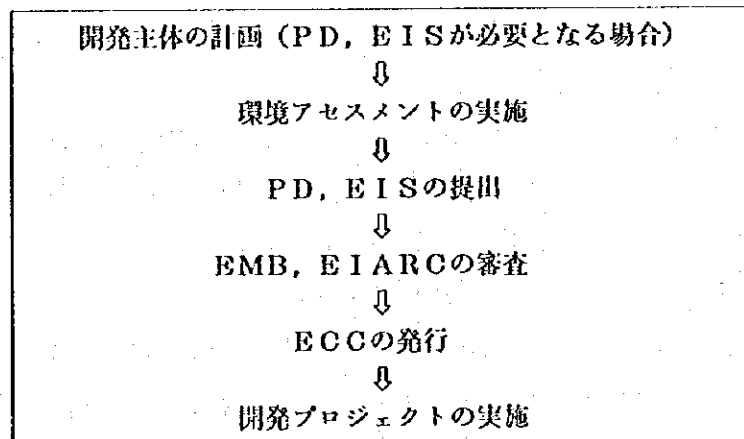 開発主体の計画（PD，EISが必要となる場合）
⇩
環境アセスメントの実施
⇩
PD，EISの提出
⇩
EMB，EIARCの審査
⇩
ECCの発行
⇩
開発プロジェクトの実施